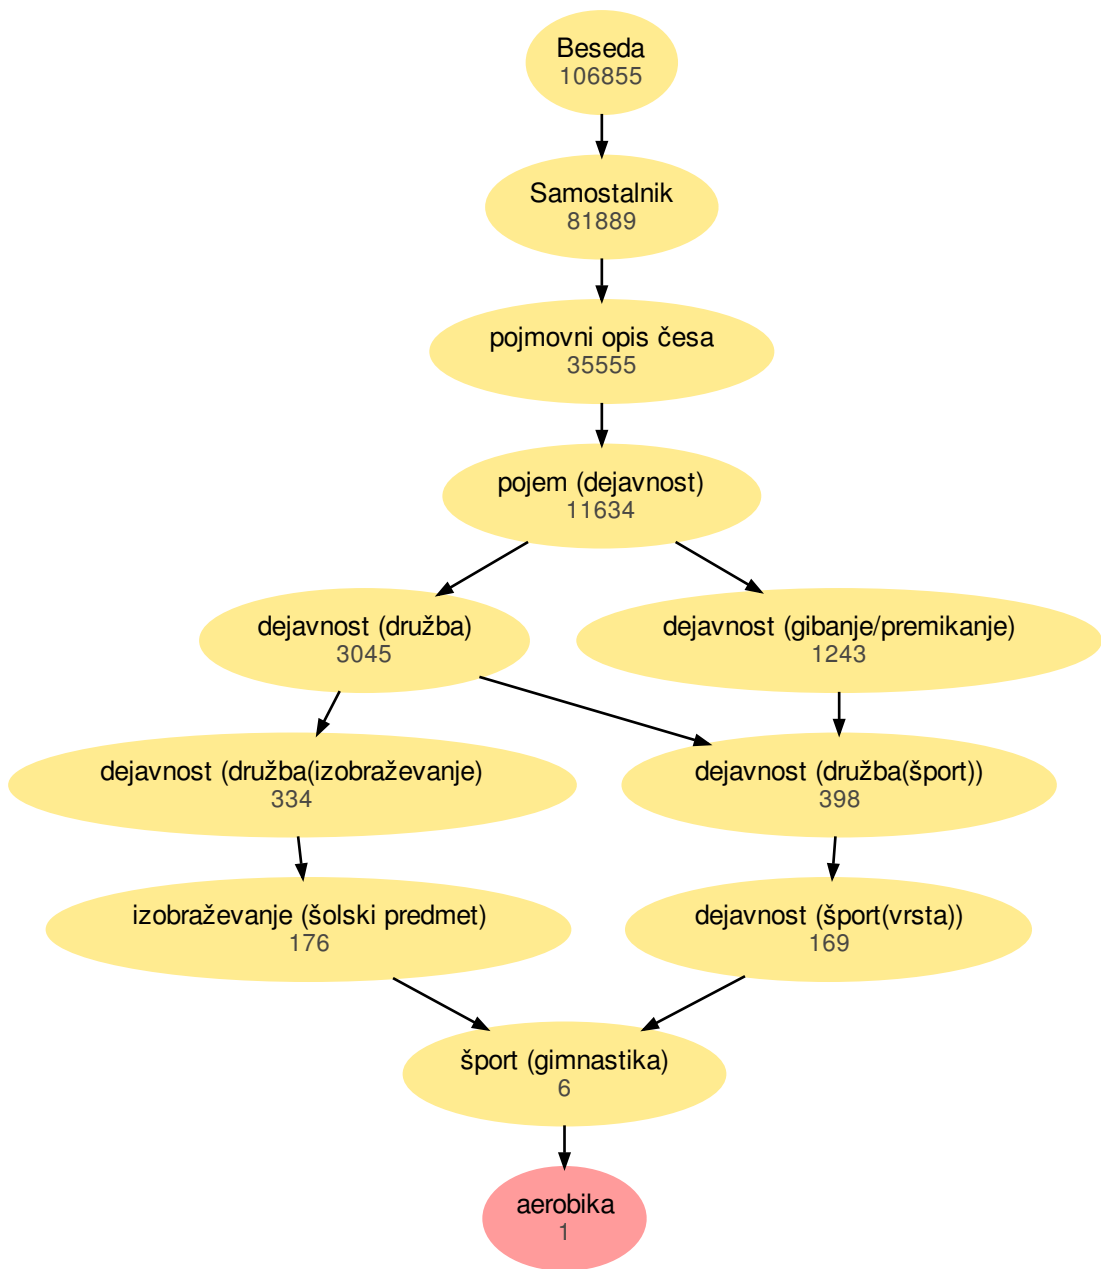 Beseda
106855
Samostalnik
81889
pojmovni opis česa
35555
pojem (dejavnost)
11634
dejavnost (družba)
3045
dejavnost (gibanje/premikanje)
1243
dejavnost (družba(izobraževanje)
334
dejavnost (družba(šport))
398
izobraževanje (šolski predmet)
176
dejavnost (šport(vrsta))
169
šport (gimnastika)
6
aerobika
1